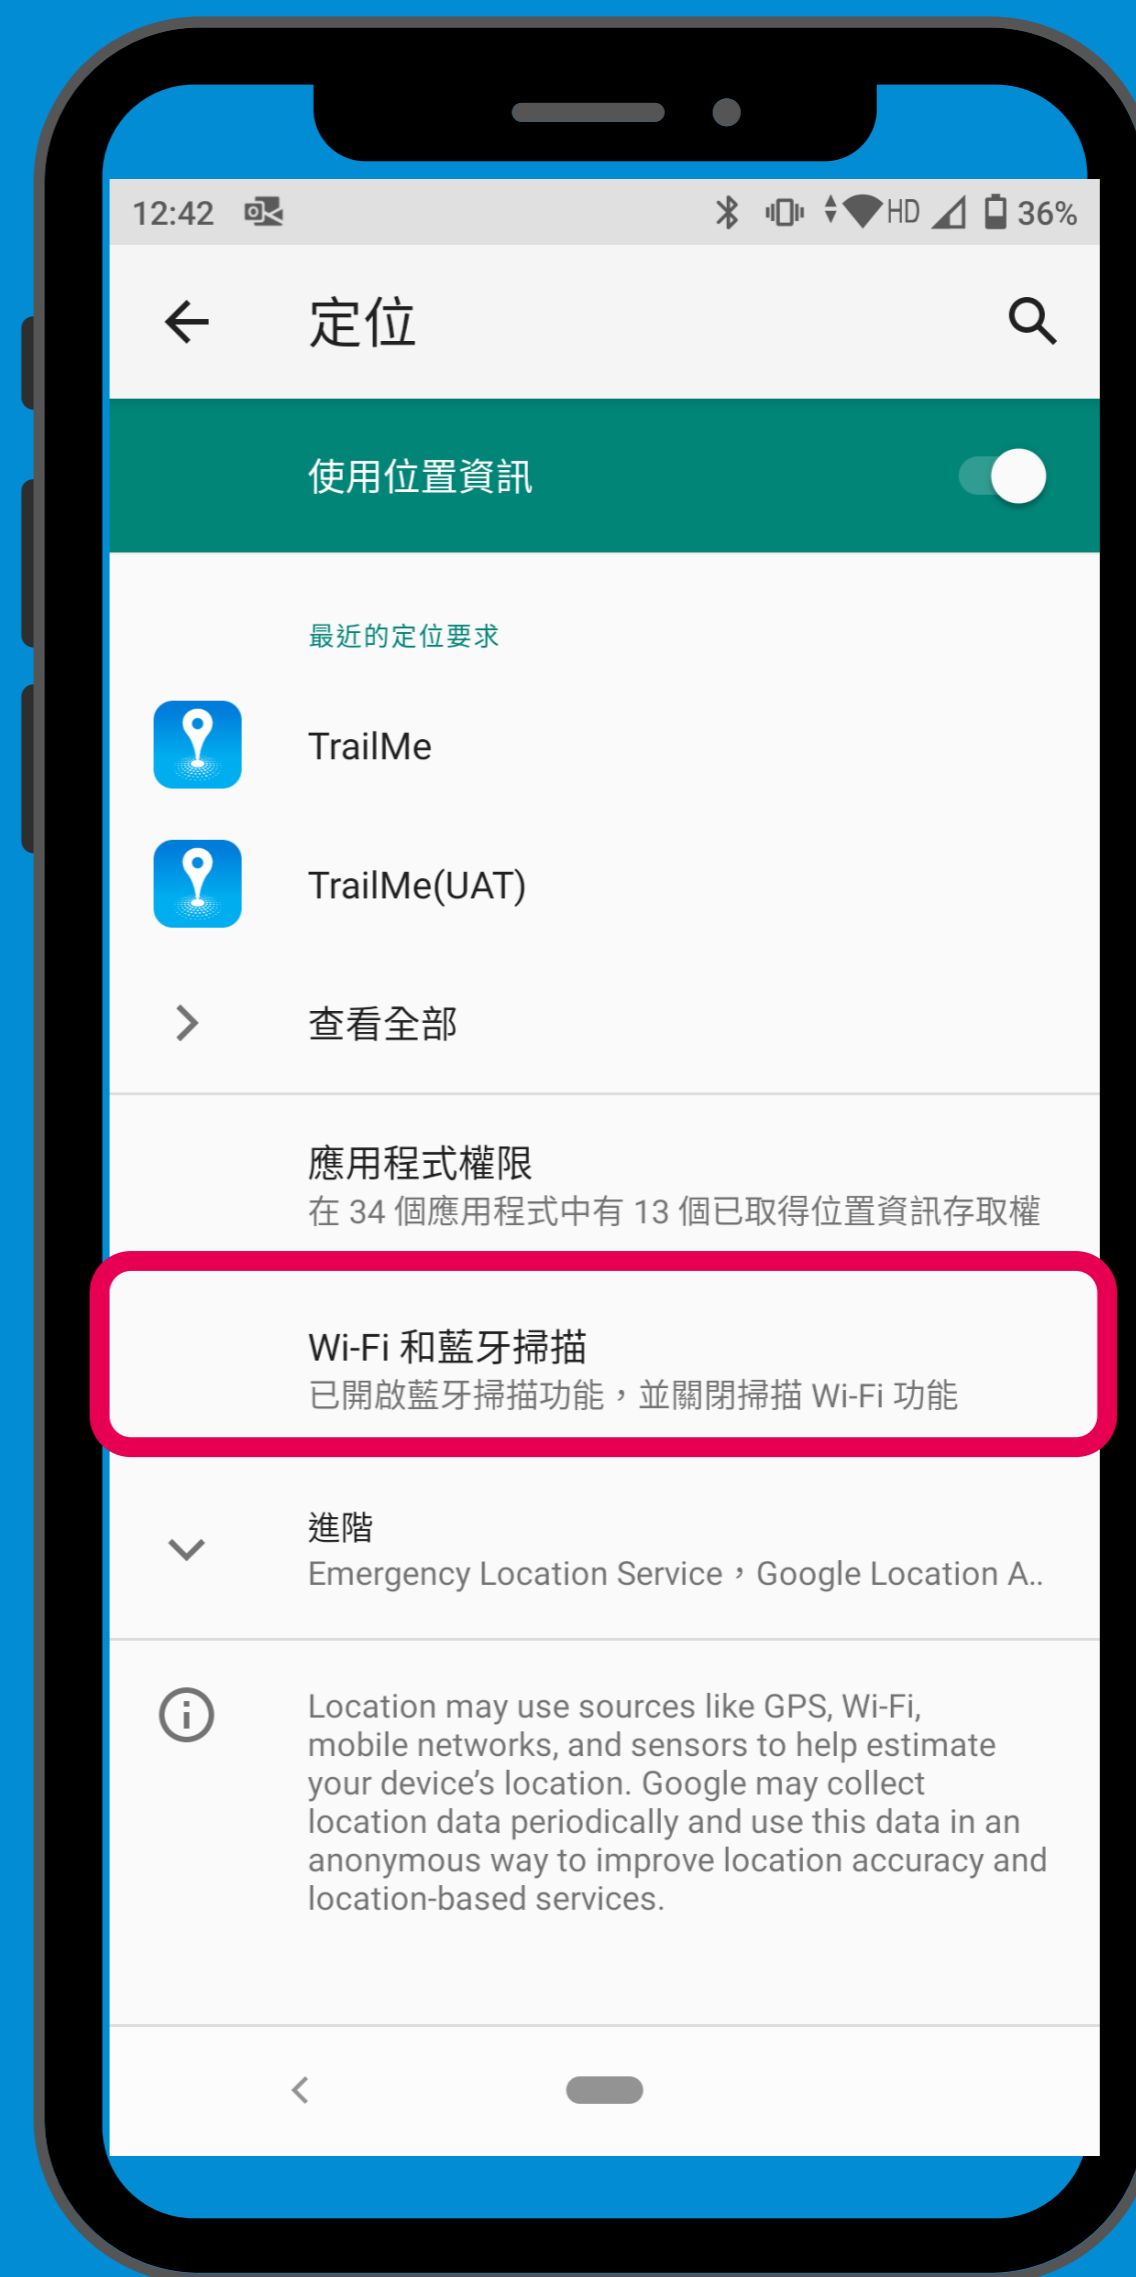 12:42 HD 36%
定位
使用位置資訊
最近的定位要求
TrailMe
TrailMe(UAT)
查看全部
應用程式權限
在 34 個應用程式中有 13 個已取得位置資訊存取權
Wi-Fi 和藍牙掃描
已開啟藍牙掃描功能，並關閉掃描 Wi-Fi 功能
進階
Emergency Location Service，Google Location A..
Location may use sources like GPS, Wi-Fi,
mobile networks, and sensors to help estimate
your device’s location. Google may collect
location data periodically and use this data in an
anonymous way to improve location accuracy and
location-based services.